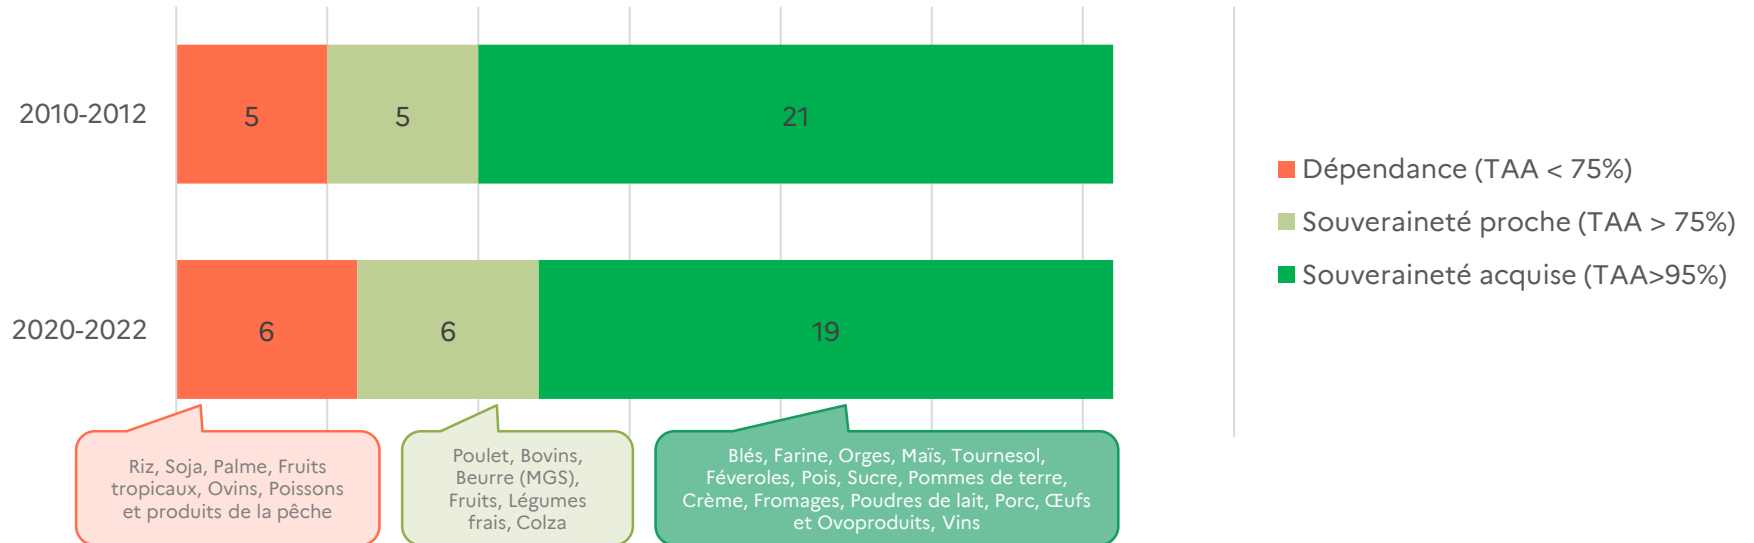 2010-2012
5
5
21
2020-2022
6
6
19
Dépendance (TAA < 75%)
Souveraineté proche (TAA > 75%)
Souveraineté acquise (TAA>95%)
Riz, Soja, Palme, Fruits
tropicaux, Ovins, Poissons
et produits de la pêche
Poulet, Bovins,
Beurre (MGS),
Fruits, Légumes
frais, Colza
Blés, Farine, Orges, Maïs, Tournesol,
Féveroles, Pois, Sucre, Pommes de terre,
Crème, Fromages, Poudres de lait, Porc, Œufs
et Ovoproduits, Vins